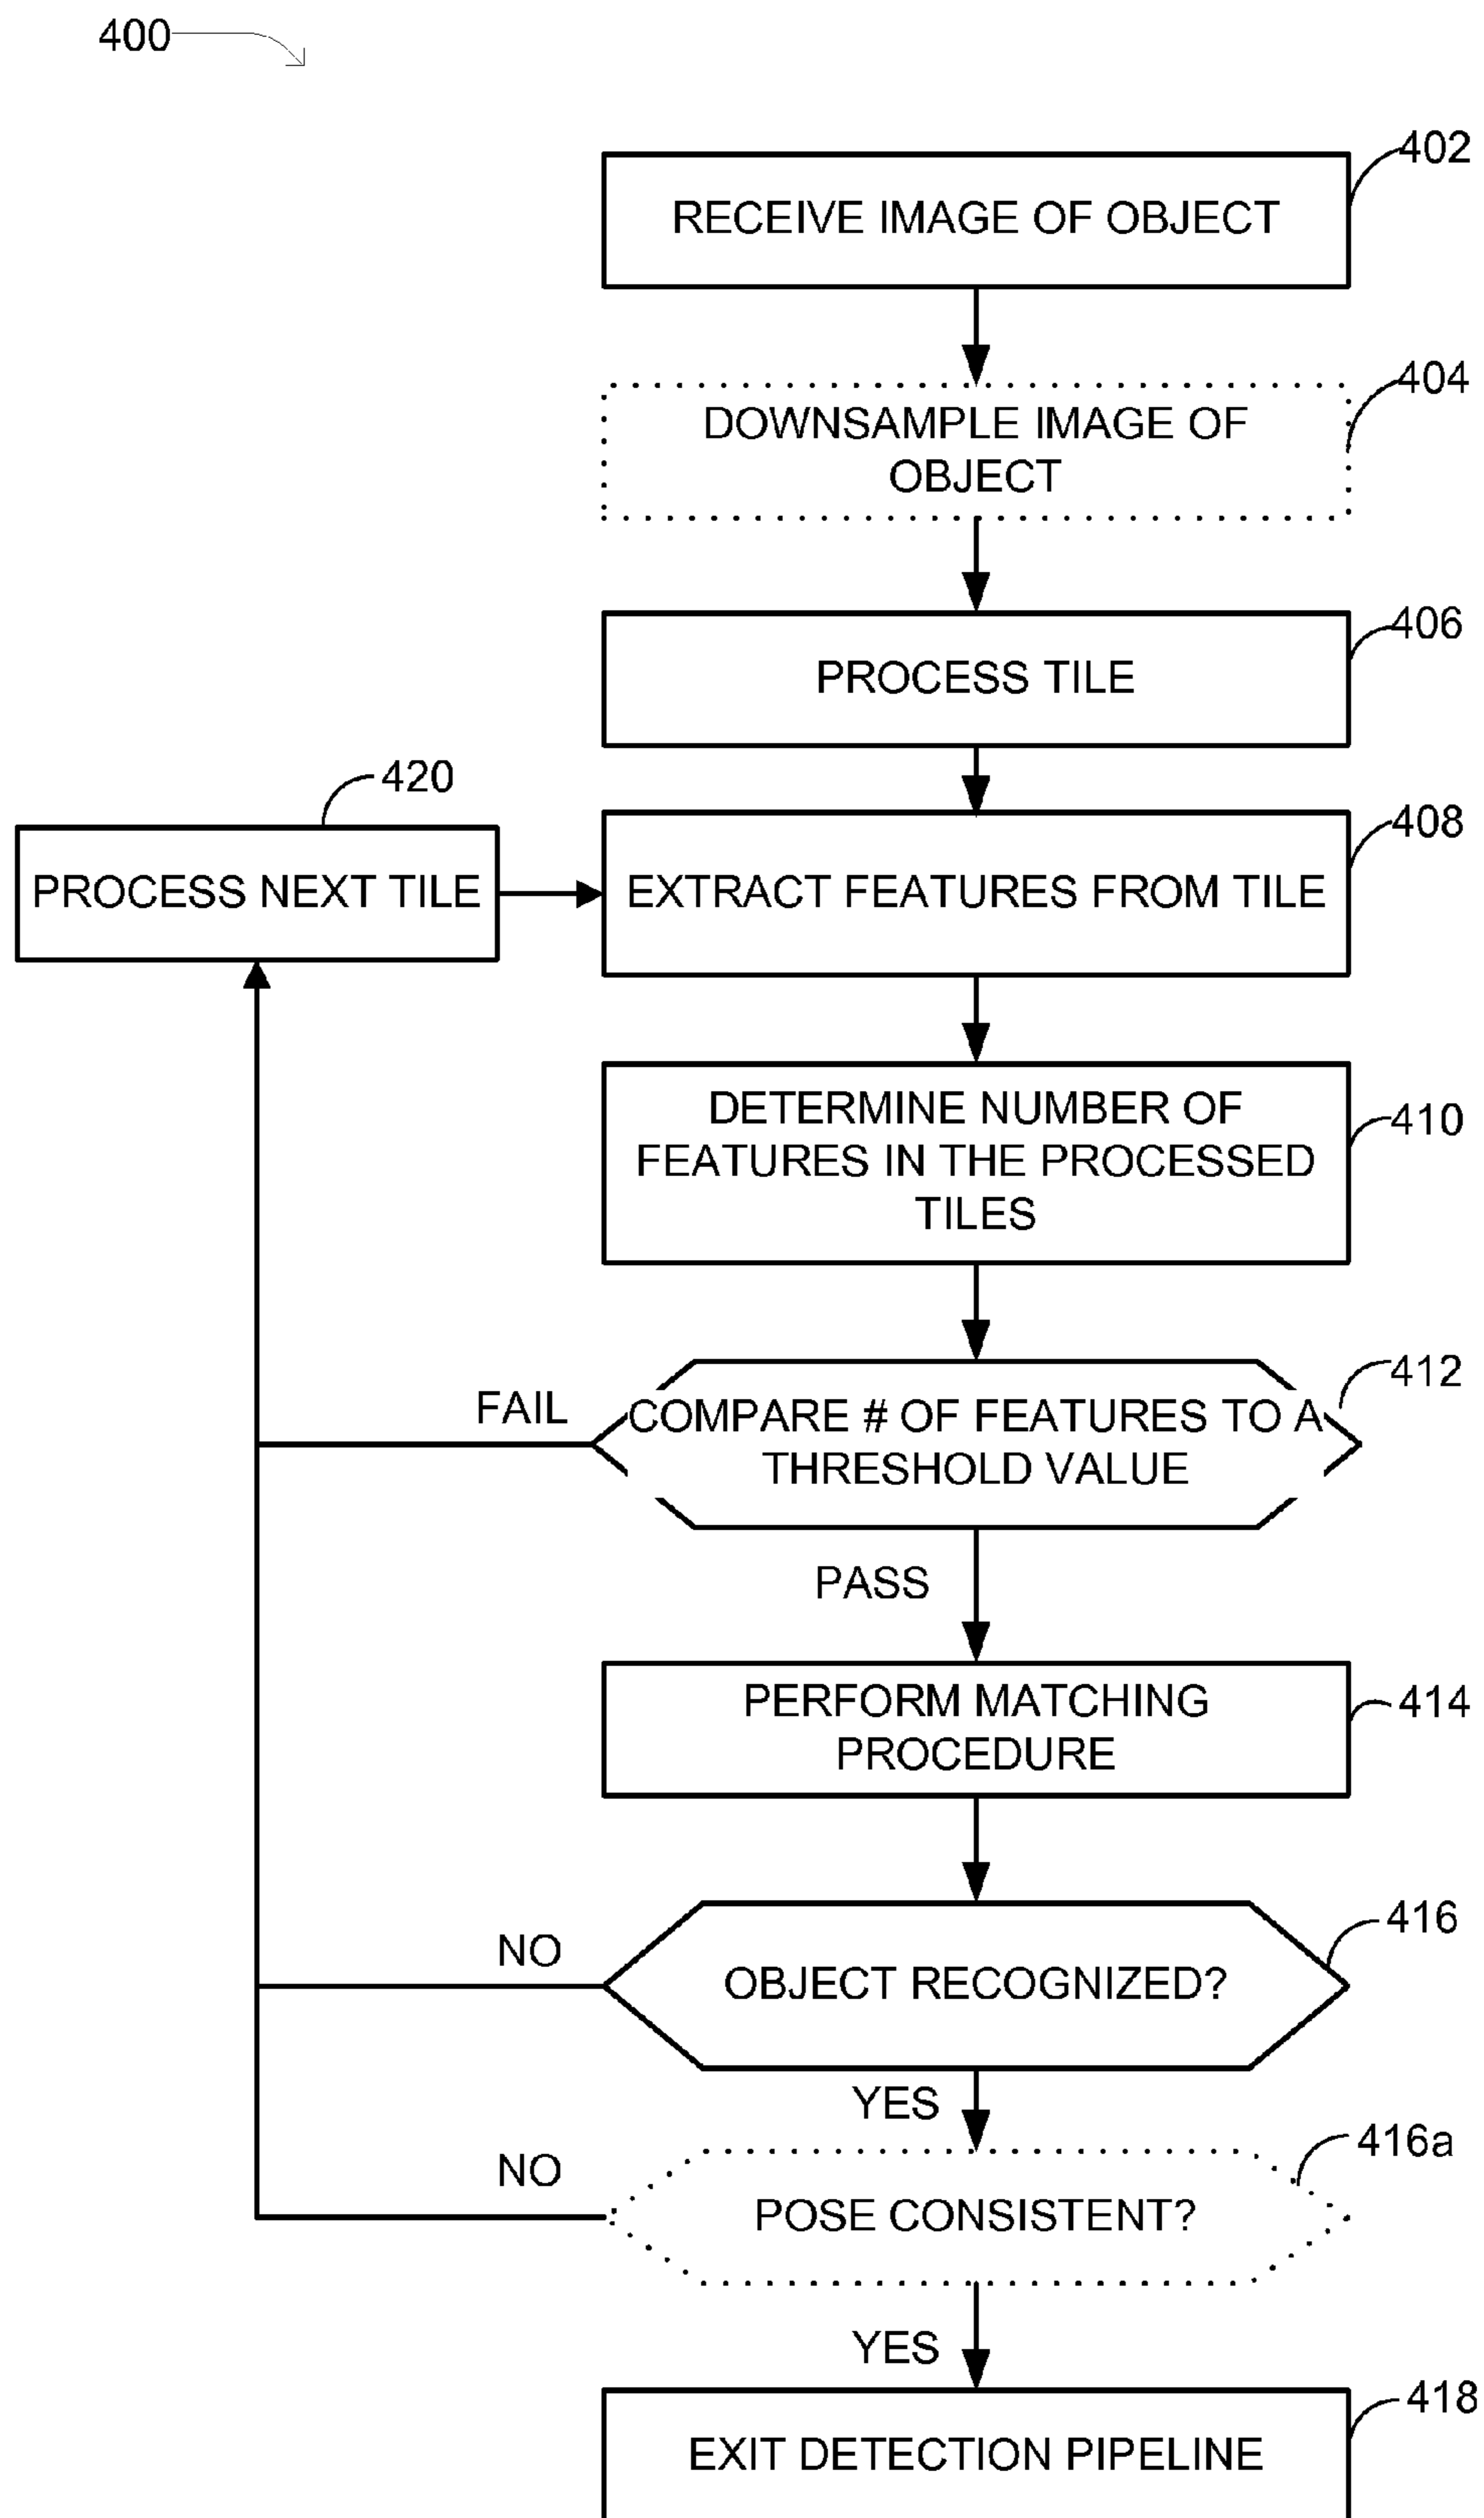 400
402
RECEIVE IMAGE OF OBJECT
404
DOWNSAMPLE IMAGE OF
OBJECT
406
PROCESS TILE
420
PROCESS NEXT TILE
408
EXTRACT FEATURES FROM TILE
410
DETERMINE NUMBER OF
FEATURES IN THE PROCESSED
TILES
412
FAIL
COMPARE # OF FEATURES TO A
THRESHOLD VALUE
PASS
414
PERFORM MATCHING
PROCEDURE
416
NO
OBJECT RECOGNIZED?
YES
416a
NO
POSE CONSISTENT?
YES
418
EXIT DETECTION PIPELINE